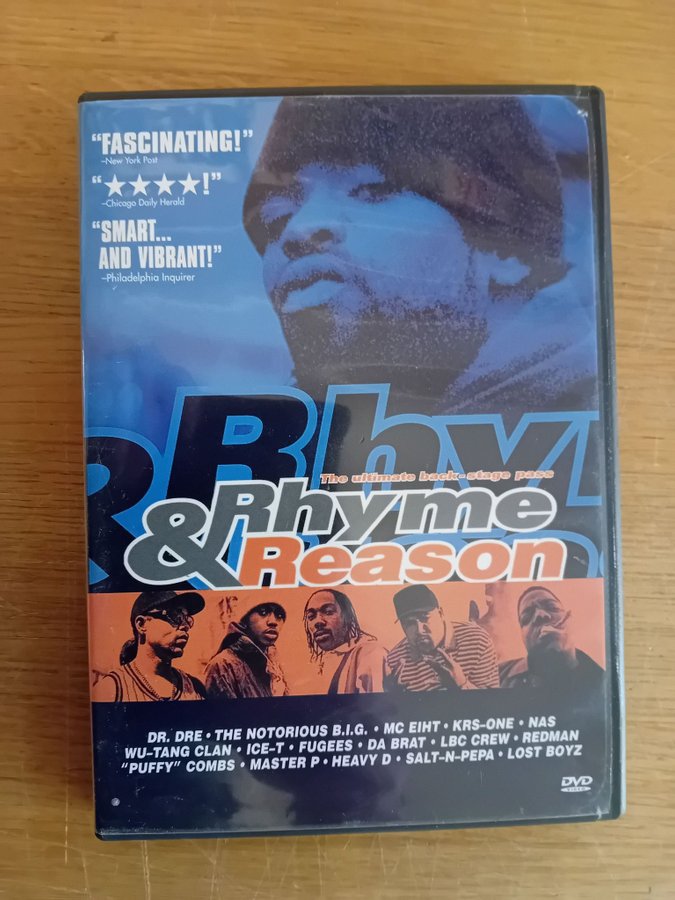 “FASCINATING!”
–New York Post
“★★★★!”
–Chicago Daily Herald
“SMART...
AND VIBRANT!”
–Philadelphia Inquirer
Rhy
The ultimate back-stage pass
& Rhyme
Reason
DR. DRE • THE NOTORIOUS B.I.G. • MC EIHT • KRS-ONE • NAS
WU-TANG CLAN • ICE-T • FUGEES • DA BRAT • LBC CREW • REDMAN
"PUFFY" COMBS • MASTER P • HEAVY D • SALT-N-PEPA • LOST BOYZ
DVD
VIDEO